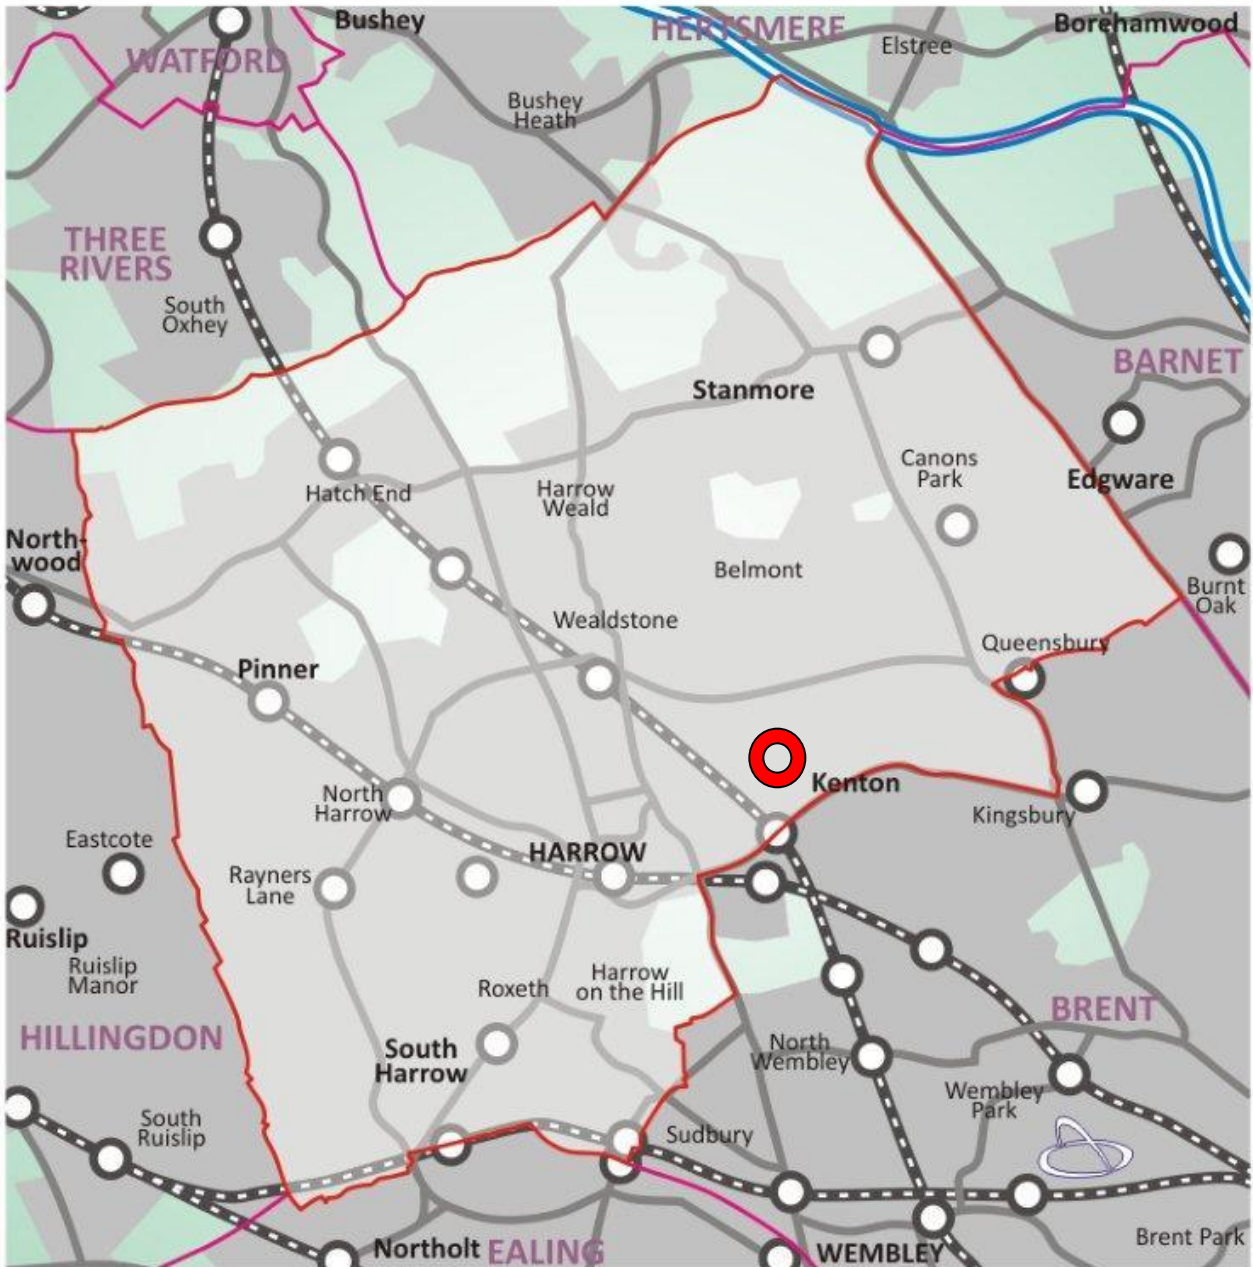 Bushey
HERTSMERE
Borehamwood
Elstree
WATFORD
Bushey
Heath
THREE
RIVERS
South
Oxhey
BARNET
Stanmore
Canons
Park
Edgware
Hatch End
Harrow
Weald
North-
wood
Belmont
Burnt
Oak
Wealdstone
Queensbury
Pinner
Kenton
North
Harrow
Kingsbury
Eastcote
HARROW
Rayners
Lane
Ruislip
Ruislip
Manor
Roxeth
Harrow
on the Hill
BRENT
HILLINGDON
South
Harrow
North
Wembley
Wembley
Park
South
Ruislip
Sudbury
Northolt
EALING
WEMBLEY
Brent Park